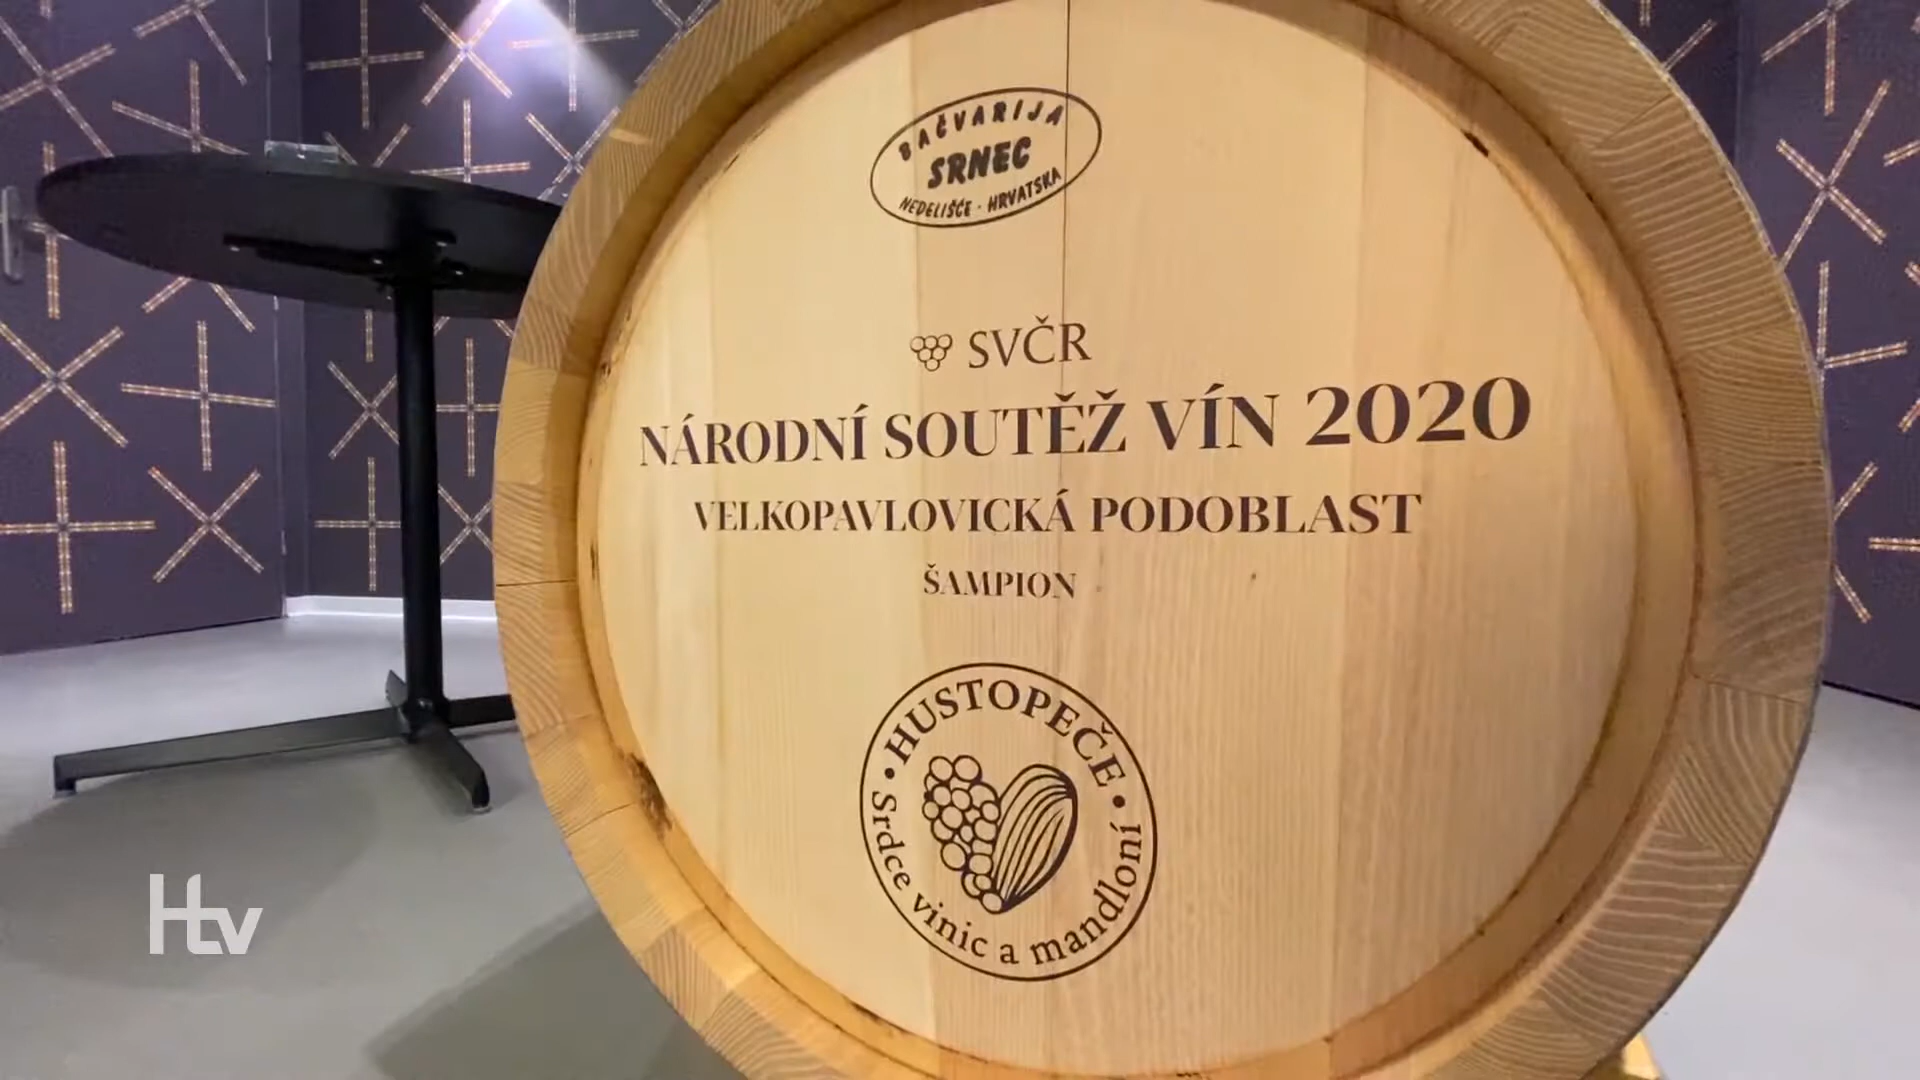 BAČVARIJA
SRNEC
NEDELIŠĆE - HRVATSKA
SVČR
NÁRODNÍ SOUTĚŽ VÍN 2020
VELKOPAVLOVICKÁ PODOBLAST
ŠAMPION
• HUSTOPEČE •
Srdce vinic a mandloní
Htv